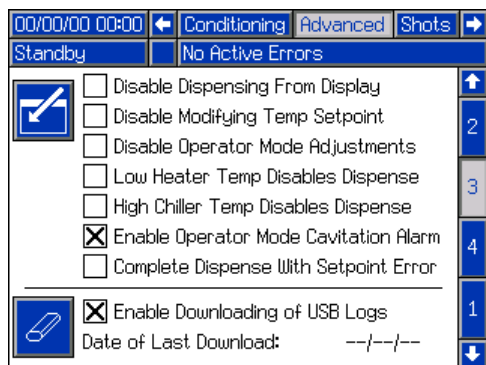 00/00/00 00:00 Conditioning Advanced Shots
Standby No Active Errors
Disable Dispensing From Display
Disable Modifying Temp Setpoint
2
Disable Operator Mode Adjustments
Low Heater Temp Disables Dispense
3
High Chiller Temp Disables Dispense
Enable Operator Mode Cavitation Alarm
4
Complete Dispense With Setpoint Error
Enable Downloading of USB Logs
1
Date of Last Download: --/--/--